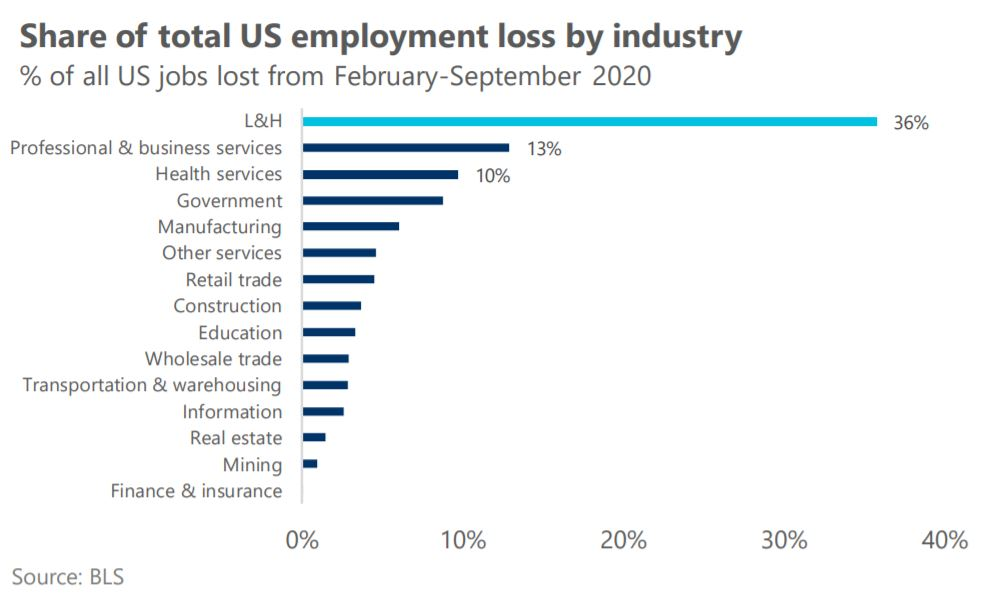 Share of total US employment loss by industry
% of all US jobs lost from February-September 2020
L&H 36%
Professional & business services 13%
Health services 10%
Government
Manufacturing
Other services
Retail trade
Construction
Education
Wholesale trade
Transportation & warehousing
Information
Real estate
Mining
Finance & insurance
0% 10% 20% 30% 40%
Source: BLS